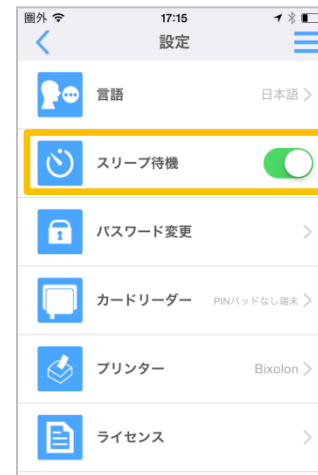 圏外 17:15
設定
言語 日本語
スリープ待機
パスワード変更
カードリーダー PINパッドなし端末
プリンター Bixolon
ライセンス